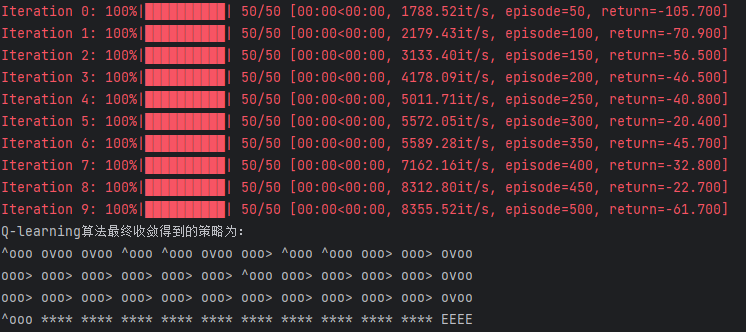 Iteration 0: 100%|██████████| 50/50 [00:00<00:00, 1788.52it/s, episode=50, return=-105.700]
Iteration 1: 100%|██████████| 50/50 [00:00<00:00, 2179.43it/s, episode=100, return=-70.900]
Iteration 2: 100%|██████████| 50/50 [00:00<00:00, 3133.40it/s, episode=150, return=-56.500]
Iteration 3: 100%|██████████| 50/50 [00:00<00:00, 4178.09it/s, episode=200, return=-46.500]
Iteration 4: 100%|██████████| 50/50 [00:00<00:00, 5011.71it/s, episode=250, return=-40.800]
Iteration 5: 100%|██████████| 50/50 [00:00<00:00, 5572.05it/s, episode=300, return=-20.400]
Iteration 6: 100%|██████████| 50/50 [00:00<00:00, 5589.28it/s, episode=350, return=-45.700]
Iteration 7: 100%|██████████| 50/50 [00:00<00:00, 7162.16it/s, episode=400, return=-32.800]
Iteration 8: 100%|██████████| 50/50 [00:00<00:00, 8312.80it/s, episode=450, return=-22.700]
Iteration 9: 100%|██████████| 50/50 [00:00<00:00, 8355.52it/s, episode=500, return=-61.700]
Q-learning算法最终收敛得到的策略为:
^ooo ovoo ovoo ^ooo ^ooo ovoo ooo> ^ooo ^ooo ooo> ooo> ovoo
ooo> ooo> ooo> ooo> ooo> ooo> ^ooo ooo> ooo> ooo> ooo> ovoo
ooo> ooo> ooo> ooo> ooo> ooo> ooo> ooo> ooo> ooo> ooo> ovoo
^ooo **** **** **** **** **** **** **** **** **** **** EEEE